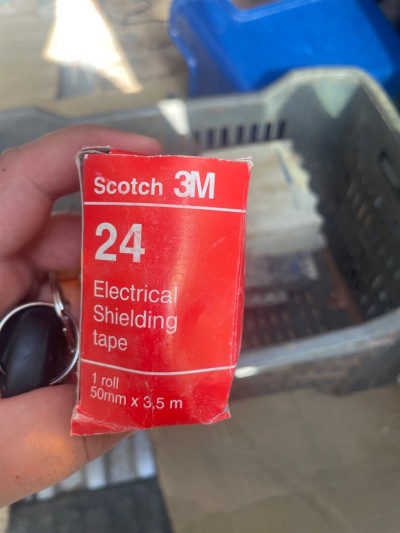 Scotch 3M
24
Electrical
Shielding
tape
1 roll
50mm x 3,5 m